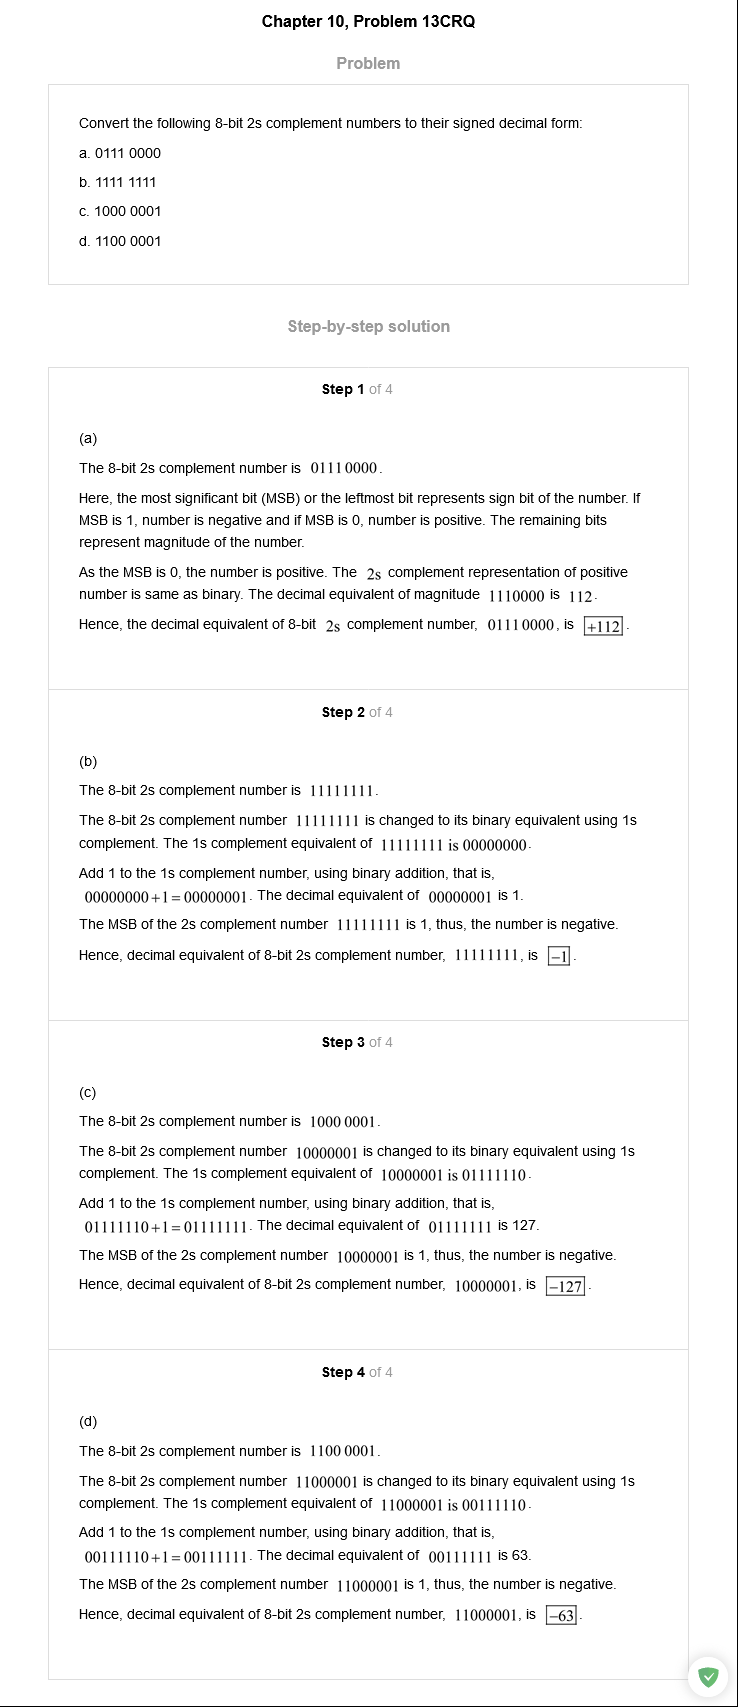 Chapter 10, Problem 13CRQ
Problem
Convert the following 8-bit 2s complement numbers to their signed decimal form:
a. 0111 0000
b. 1111 1111
c. 1000 0001
d. 1100 0001
Step-by-step solution
Step 1 of 4
(a)
The 8-bit 2s complement number is 0111 0000.
Here, the most significant bit (MSB) or the leftmost bit represents sign bit of the number. If
MSB is 1, number is negative and if MSB is 0, number is positive. The remaining bits
represent magnitude of the number.
As the MSB is 0, the number is positive. The 2s complement representation of positive
number is same as binary. The decimal equivalent of magnitude 1110000 is 112.
Hence, the decimal equivalent of 8-bit 2s complement number, 0111 0000, is +112.
Step 2 of 4
(b)
The 8-bit 2s complement number is 11111111.
The 8-bit 2s complement number 11111111 is changed to its binary equivalent using 1s
complement. The 1s complement equivalent of 11111111 is 00000000.
Add 1 to the 1s complement number, using binary addition, that is,
00000000+1=00000001. The decimal equivalent of 00000001 is 1.
The MSB of the 2s complement number 11111111 is 1, thus, the number is negative.
Hence, decimal equivalent of 8-bit 2s complement number, 11111111, is −1.
Step 3 of 4
(c)
The 8-bit 2s complement number is 1000 0001.
The 8-bit 2s complement number 10000001 is changed to its binary equivalent using 1s
complement. The 1s complement equivalent of 10000001 is 01111110.
Add 1 to the 1s complement number, using binary addition, that is,
01111110+1=01111111. The decimal equivalent of 01111111 is 127.
The MSB of the 2s complement number 10000001 is 1, thus, the number is negative.
Hence, decimal equivalent of 8-bit 2s complement number, 10000001, is −127.
Step 4 of 4
(d)
The 8-bit 2s complement number is 1100 0001.
The 8-bit 2s complement number 11000001 is changed to its binary equivalent using 1s
complement. The 1s complement equivalent of 11000001 is 00111110.
Add 1 to the 1s complement number, using binary addition, that is,
00111110+1=00111111. The decimal equivalent of 00111111 is 63.
The MSB of the 2s complement number 11000001 is 1, thus, the number is negative.
Hence, decimal equivalent of 8-bit 2s complement number, 11000001, is −63.